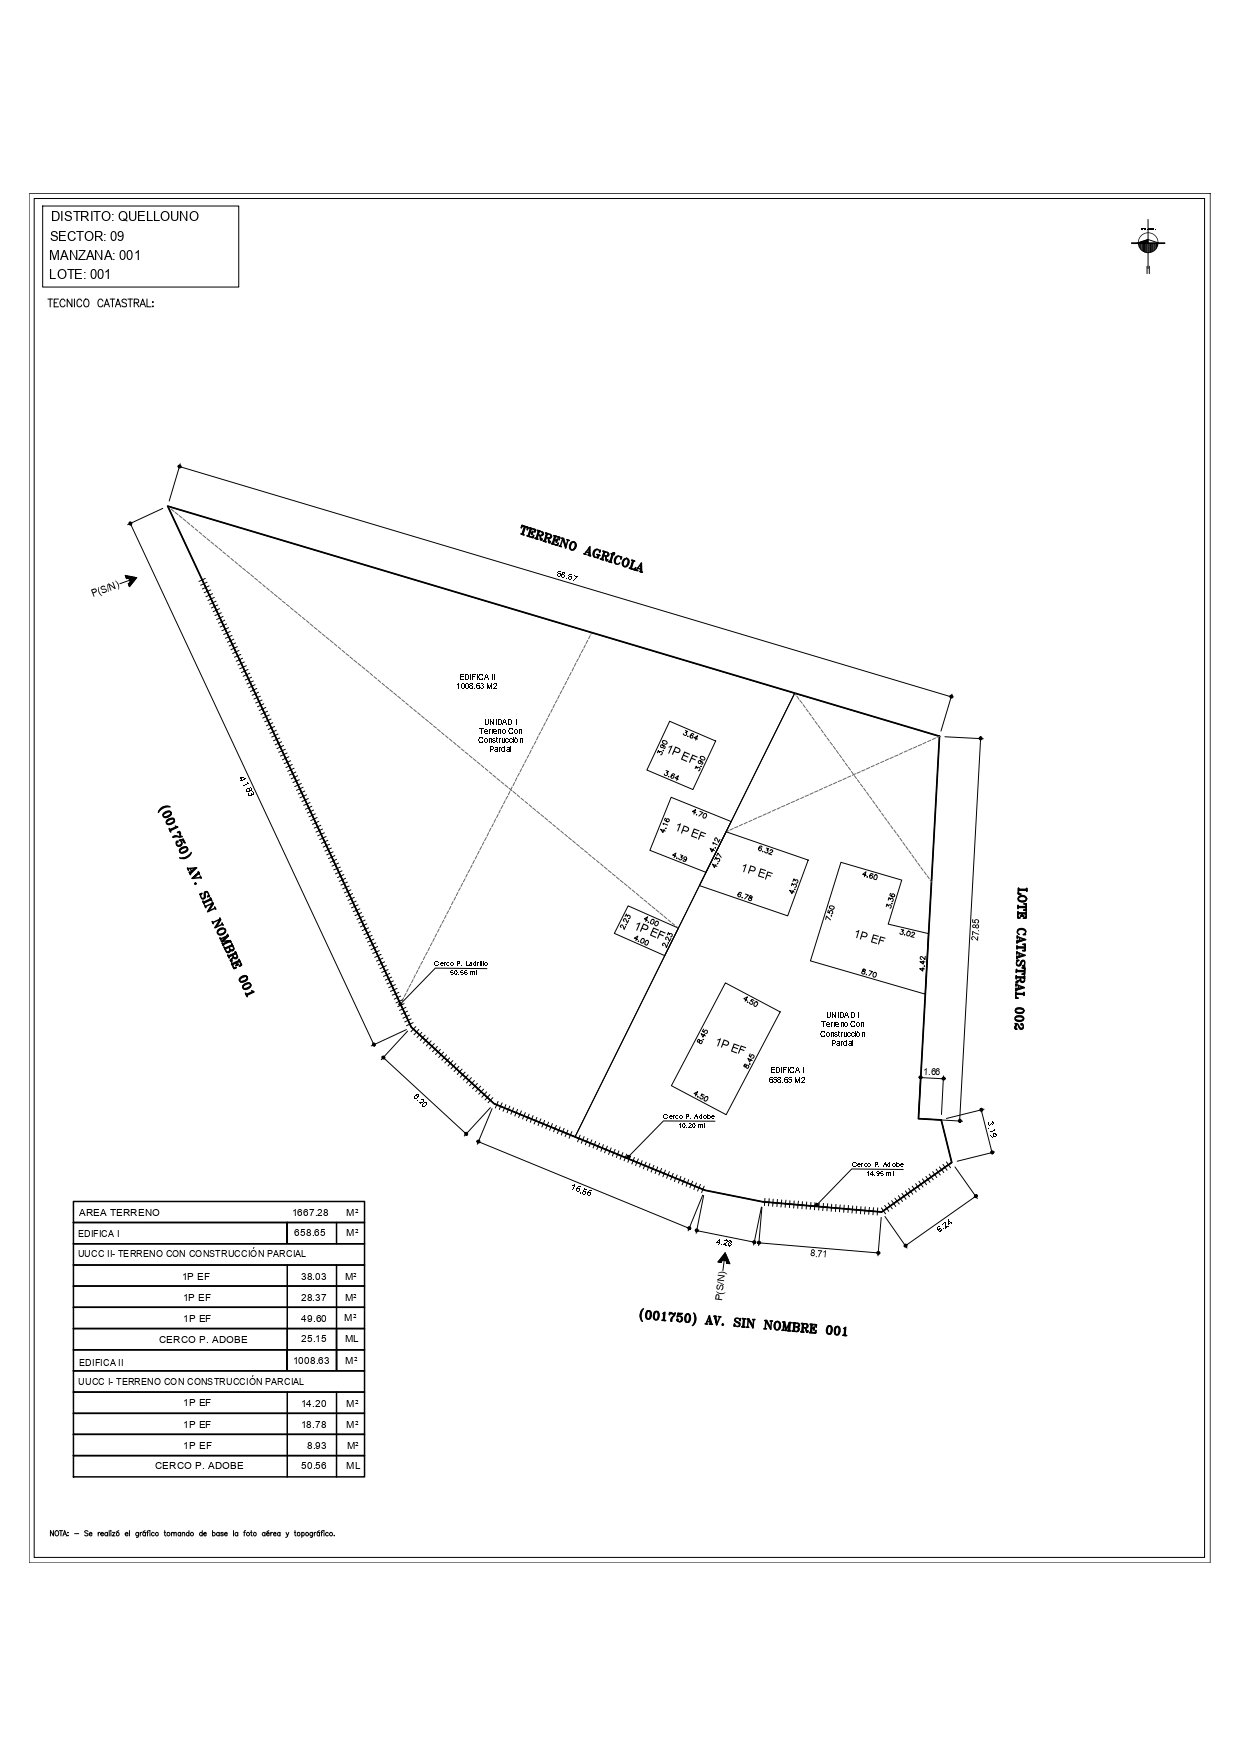 DISTRITO: QUELLOUNO
SECTOR: 09
MANZANA: 001
LOTE: 001
TECNICO CATASTRAL:
TERRENO AGRÍCOLA
P(S/N)
EDIFICA II
1008.63 M2
UNIDAD I
Terreno Con
Construcción
Parcial
3.64
3.90
1P EF
3.90
3.64
41.63
4.70
4.16
1P EF
4.12
4.39
4.37
6.32
1P EF
4.33
6.78
4.60
3.36
7.50
1P EF
3.02
4.42
8.70
(001750) AV. SIN NOMBRE 001
LOTE CATASTRAL 002
27.85
4.00
2.23
1P EF
2.23
4.00
Cerco P. Ladrillo
50.56 ml
4.50
8.45
1P EF
8.45
4.50
UNIDAD I
Terreno Con
Construcción
Parcial
EDIFICA I
658.65 M2
1.66
Cerco P. Adobe
10.20 ml
3.19
Cerco P. Adobe
14.95 ml
16.56
6.24
8.71
P(S/N)
(001750) AV. SIN NOMBRE 001
AREA TERRENO 1667.28 M²
EDIFICA I 658.65 M²
UUCC II- TERRENO CON CONSTRUCCIÓN PARCIAL
1P EF 38.03 M²
1P EF 28.37 M²
1P EF 49.60 M²
CERCO P. ADOBE 25.15 ML
EDIFICA II 1008.63 M²
UUCC I- TERRENO CON CONSTRUCCIÓN PARCIAL
1P EF 14.20 M²
1P EF 18.78 M²
1P EF 8.93 M²
CERCO P. ADOBE 50.56 ML
NOTA: - Se realizó el gráfico tomando de base la foto aérea y topográfico.